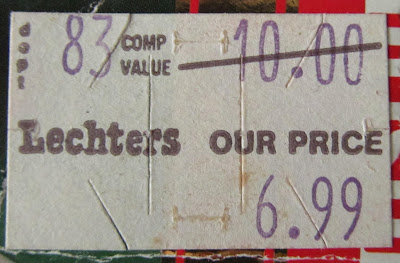 dept 83 COMP VALUE 10.00
Lechters OUR PRICE
6.99